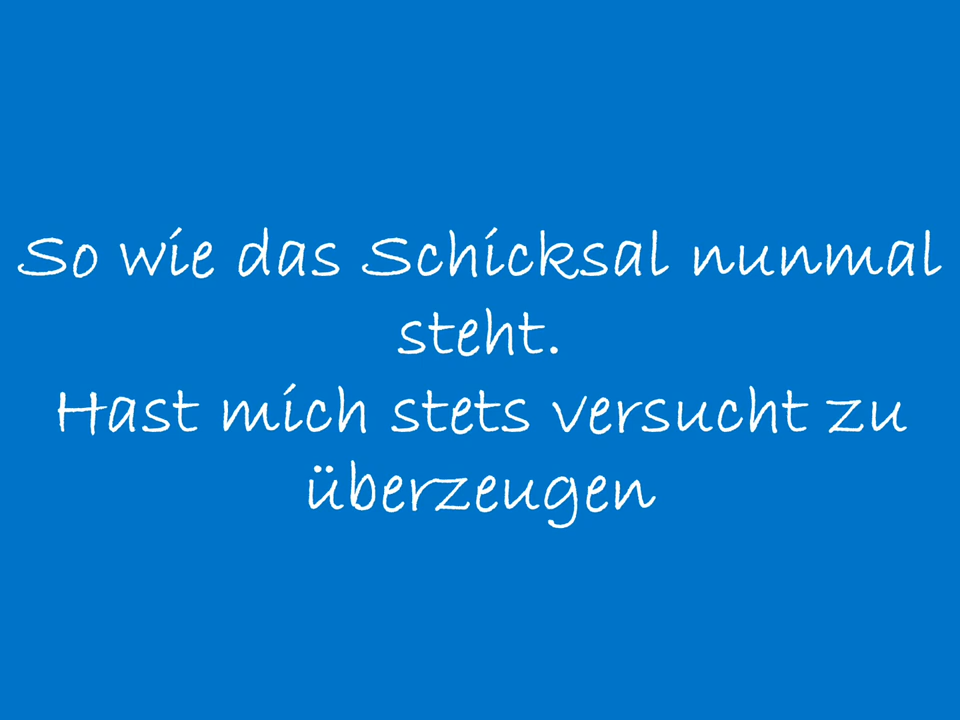 So wie das Schicksal nunmal
steht.
Hast mich stets versucht zu
überzeugen